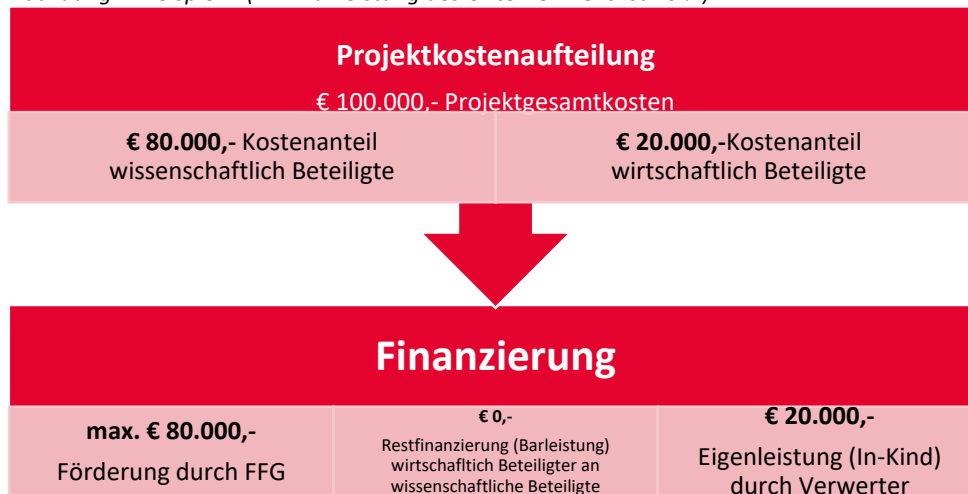 Projektkostenaufteilung
€ 100.000,- Projektgesamtkosten
€ 80.000,- Kostenanteil
wissenschaftlich Beteiligte
€ 20.000,-Kostenanteil
wirtschaftlich Beteiligte
Finanzierung
max. € 80.000,-
Förderung durch FFG
€ 0,-
Restfinanzierung (Barleistung)
wirtschafltich Beteiligter an
wissenschaftliche Beteiligte
€ 20.000,-
Eigenleistung (In-Kind)
durch Verwerter